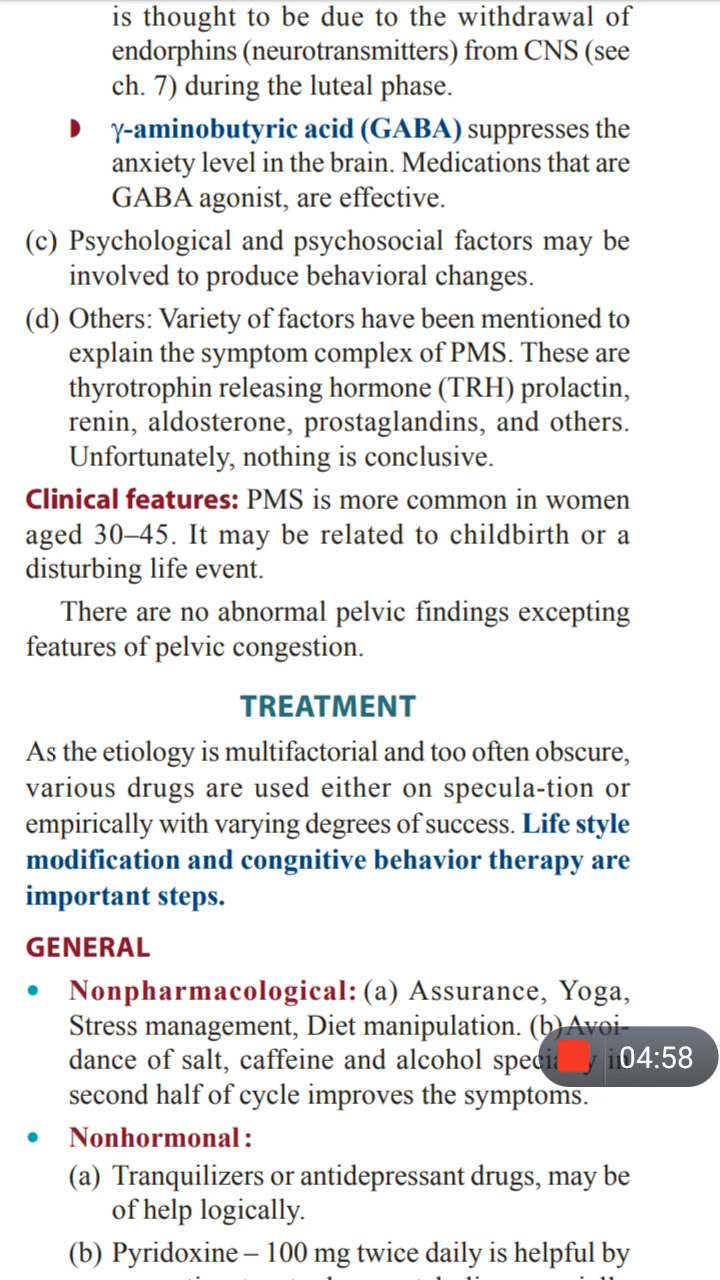 is thought to be due to the withdrawal of
endorphins (neurotransmitters) from CNS (see
ch. 7) during the luteal phase.
γ-aminobutyric acid (GABA) suppresses the
anxiety level in the brain. Medications that are
GABA agonist, are effective.
(c) Psychological and psychosocial factors may be
involved to produce behavioral changes.
(d) Others: Variety of factors have been mentioned to
explain the symptom complex of PMS. These are
thyrotrophin releasing hormone (TRH) prolactin,
renin, aldosterone, prostaglandins, and others.
Unfortunately, nothing is conclusive.
Clinical features: PMS is more common in women
aged 30–45. It may be related to childbirth or a
disturbing life event.
There are no abnormal pelvic findings excepting
features of pelvic congestion.
TREATMENT
As the etiology is multifactorial and too often obscure,
various drugs are used either on specula-tion or
empirically with varying degrees of success. Life style
modification and congnitive behavior therapy are
important steps.
GENERAL
• Nonpharmacological: (a) Assurance, Yoga,
Stress management, Diet manipulation. (b) Avoi-
dance of salt, caffeine and alcohol in
04:58
second half of cycle improves the symptoms.
• Nonhormonal:
(a) Tranquilizers or antidepressant drugs, may be
of help logically.
(b) Pyridoxine – 100 mg twice daily is helpful by